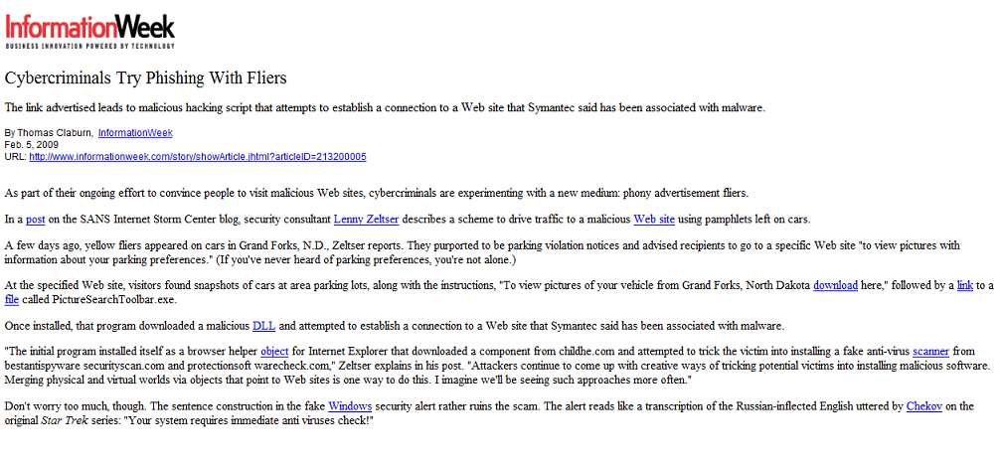 InformationWeek
BUSINESS INNOVATION POWERED BY TECHNOLOGY
Cybercriminals Try Phishing With Fliers
The link advertised leads to malicious hacking script that attempts to establish a connection to a Web site that Symantec said has been associated with malware.
By Thomas Claburn, InformationWeek
Feb. 5, 2009
URL: http://www.informationweek.com/story/showArticle.jhtml?articleID=213200005
As part of their ongoing effort to convince people to visit malicious Web sites, cybercriminals are experimenting with a new medium: phony advertisement fliers.
In a post on the SANS Internet Storm Center blog, security consultant Lenny Zeltser describes a scheme to drive traffic to a malicious Web site using pamphlets left on cars.
A few days ago, yellow fliers appeared on cars in Grand Forks, N.D., Zeltser reports. They purported to be parking violation notices and advised recipients to go to a specific Web site "to view pictures with
information about your parking preferences." (If you've never heard of parking preferences, you're not alone.)
At the specified Web site, visitors found snapshots of cars at area parking lots, along with the instructions, "To view pictures of your vehicle from Grand Forks, North Dakota download here," followed by a link to a
file called PictureSearchToolbar.exe.
Once installed, that program downloaded a malicious DLL and attempted to establish a connection to a Web site that Symantec said has been associated with malware.
"The initial program installed itself as a browser helper object for Internet Explorer that downloaded a component from childhe.com and attempted to trick the victim into installing a fake anti-virus scanner from
bestantispyware securityscan.com and protectionsoft warecheck.com," Zeltser explains in his post. "Attackers continue to come up with creative ways of tricking potential victims into installing malicious software.
Merging physical and virtual worlds via objects that point to Web sites is one way to do this. I imagine we'll be seeing such approaches more often."
Don't worry too much, though. The sentence construction in the fake Windows security alert rather ruins the scam. The alert reads like a transcription of the Russian-inflected English uttered by Chekov on the
original Star Trek series: "Your system requires immediate anti viruses check!"